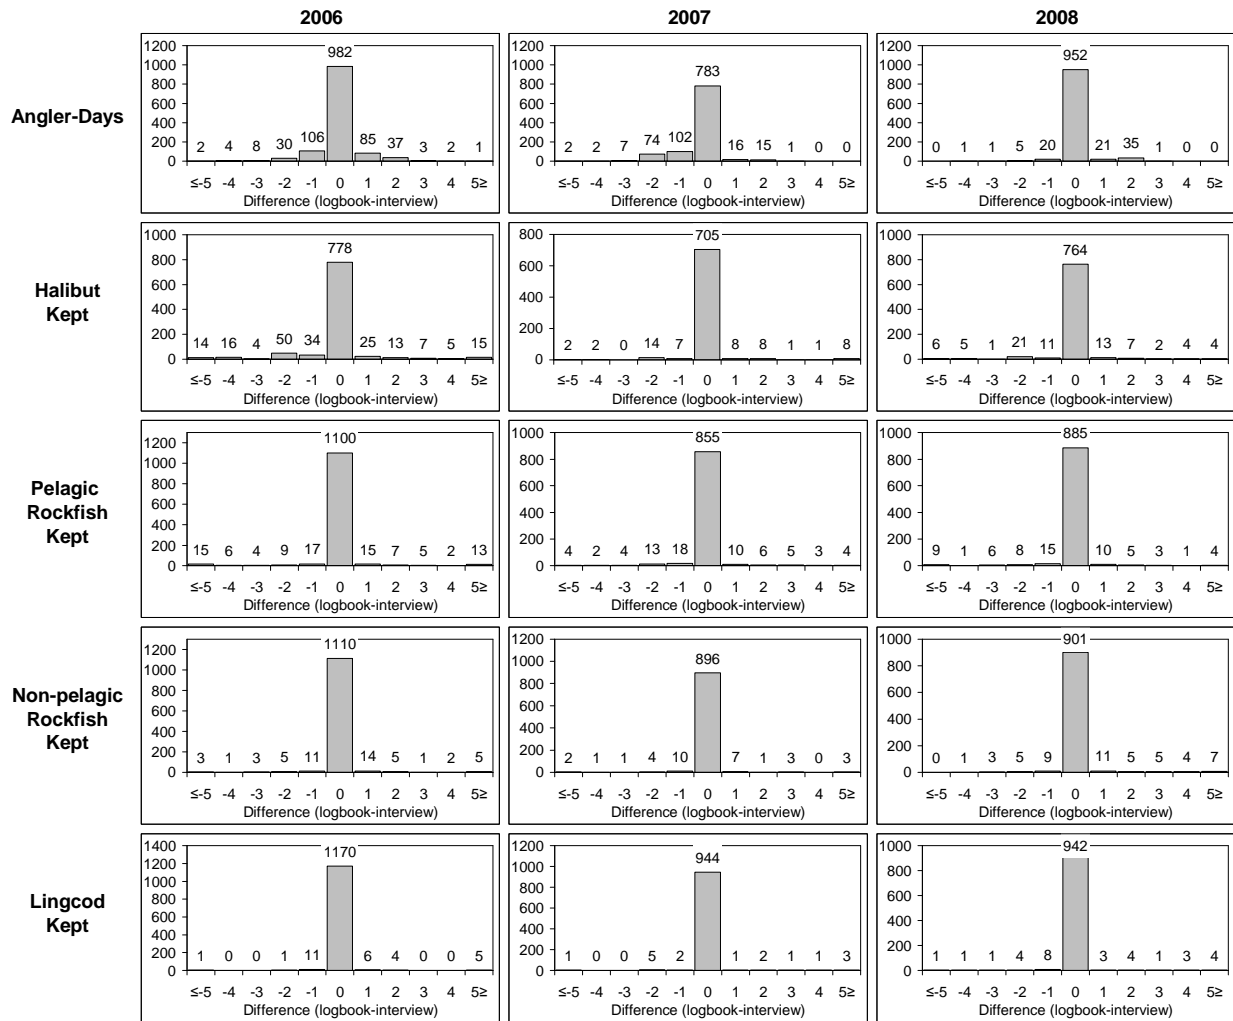 2006 2007 2008
Angler-Days
1200 1000 800 600 400 200 0
2 4 8 30 106 982 85 37 3 2 1
≤-5 -4 -3 -2 -1 0 1 2 3 4 5≥
Difference (logbook-interview)
1200 1000 800 600 400 200 0
2 2 7 74 102 783 16 15 1 0 0
≤-5 -4 -3 -2 -1 0 1 2 3 4 5≥
Difference (logbook-interview)
1200 1000 800 600 400 200 0
0 1 1 5 20 952 21 35 1 0 0
≤-5 -4 -3 -2 -1 0 1 2 3 4 5≥
Difference (logbook-interview)
Halibut
Kept
1000 800 600 400 200 0
14 16 4 50 34 778 25 13 7 5 15
≤-5 -4 -3 -2 -1 0 1 2 3 4 5≥
Difference (logbook-interview)
800 600 400 200 0
2 2 0 14 7 705 8 8 1 1 8
≤-5 -4 -3 -2 -1 0 1 2 3 4 5≥
Difference (logbook-interview)
1000 800 600 400 200 0
6 5 1 21 11 764 13 7 2 4 4
≤-5 -4 -3 -2 -1 0 1 2 3 4 5≥
Difference (logbook-interview)
Pelagic
Rockfish
Kept
1200 1000 800 600 400 200 0
15 6 4 9 17 1100 15 7 5 2 13
≤-5 -4 -3 -2 -1 0 1 2 3 4 5≥
Difference (logbook-interview)
1000 800 600 400 200 0
4 2 4 13 18 855 10 6 5 3 4
≤-5 -4 -3 -2 -1 0 1 2 3 4 5≥
Difference (logbook-interview)
1000 800 600 400 200 0
9 1 6 8 15 885 10 5 3 1 4
≤-5 -4 -3 -2 -1 0 1 2 3 4 5≥
Difference (logbook-interview)
Non-pelagic
Rockfish
Kept
1200 1000 800 600 400 200 0
3 1 3 5 11 1110 14 5 1 2 5
≤-5 -4 -3 -2 -1 0 1 2 3 4 5≥
Difference (logbook-interview)
1200 1000 800 600 400 200 0
2 1 1 4 10 896 7 1 3 0 3
≤-5 -4 -3 -2 -1 0 1 2 3 4 5≥
Difference (logbook-interview)
1000 800 600 400 200 0
0 1 3 5 9 901 11 5 5 4 7
≤-5 -4 -3 -2 -1 0 1 2 3 4 5≥
Difference (logbook-interview)
Lingcod
Kept
1400 1200 1000 800 600 400 200 0
1 0 0 1 11 1170 6 4 0 0 5
≤-5 -4 -3 -2 -1 0 1 2 3 4 5≥
Difference (logbook-interview)
1200 1000 800 600 400 200 0
1 0 0 5 2 944 1 2 1 1 3
≤-5 -4 -3 -2 -1 0 1 2 3 4 5≥
Difference (logbook-interview)
1000 800 600 400 200 0
1 1 1 4 8 942 3 4 1 3 4
≤-5 -4 -3 -2 -1 0 1 2 3 4 5≥
Difference (logbook-interview)